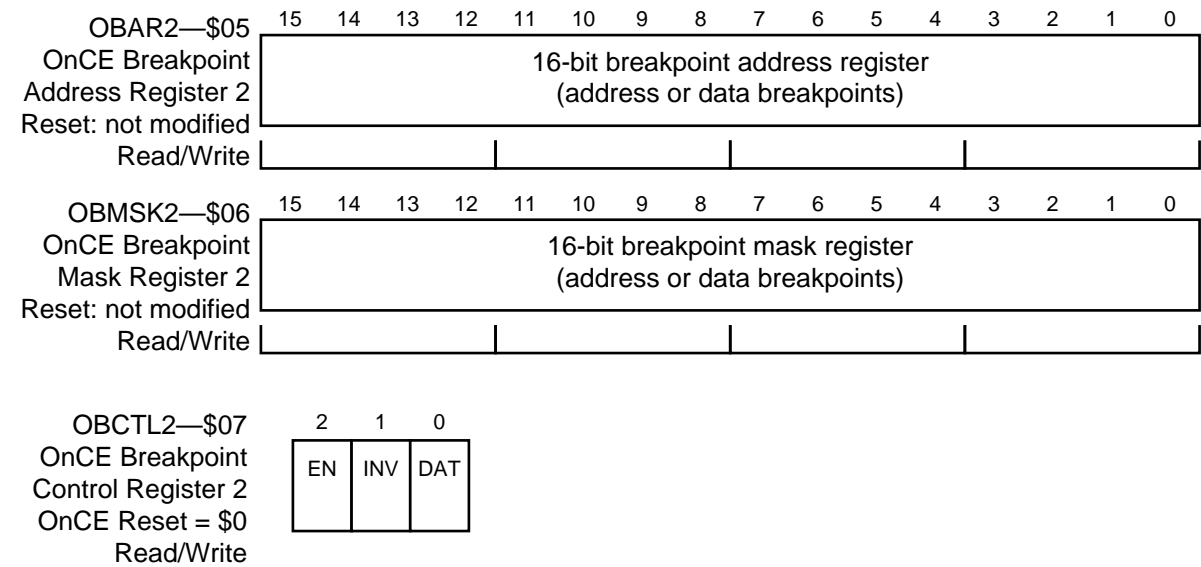 OBAR2—$05
OnCE Breakpoint
Address Register 2
Reset: not modified
Read/Write
15 14 13 12 11 10 9 8 7 6 5 4 3 2 1 0
16-bit breakpoint address register
(address or data breakpoints)
OBMSK2—$06
OnCE Breakpoint
Mask Register 2
Reset: not modified
Read/Write
15 14 13 12 11 10 9 8 7 6 5 4 3 2 1 0
16-bit breakpoint mask register
(address or data breakpoints)
OBCTL2—$07
OnCE Breakpoint
Control Register 2
OnCE Reset = $0
Read/Write
2 1 0
EN INV DAT